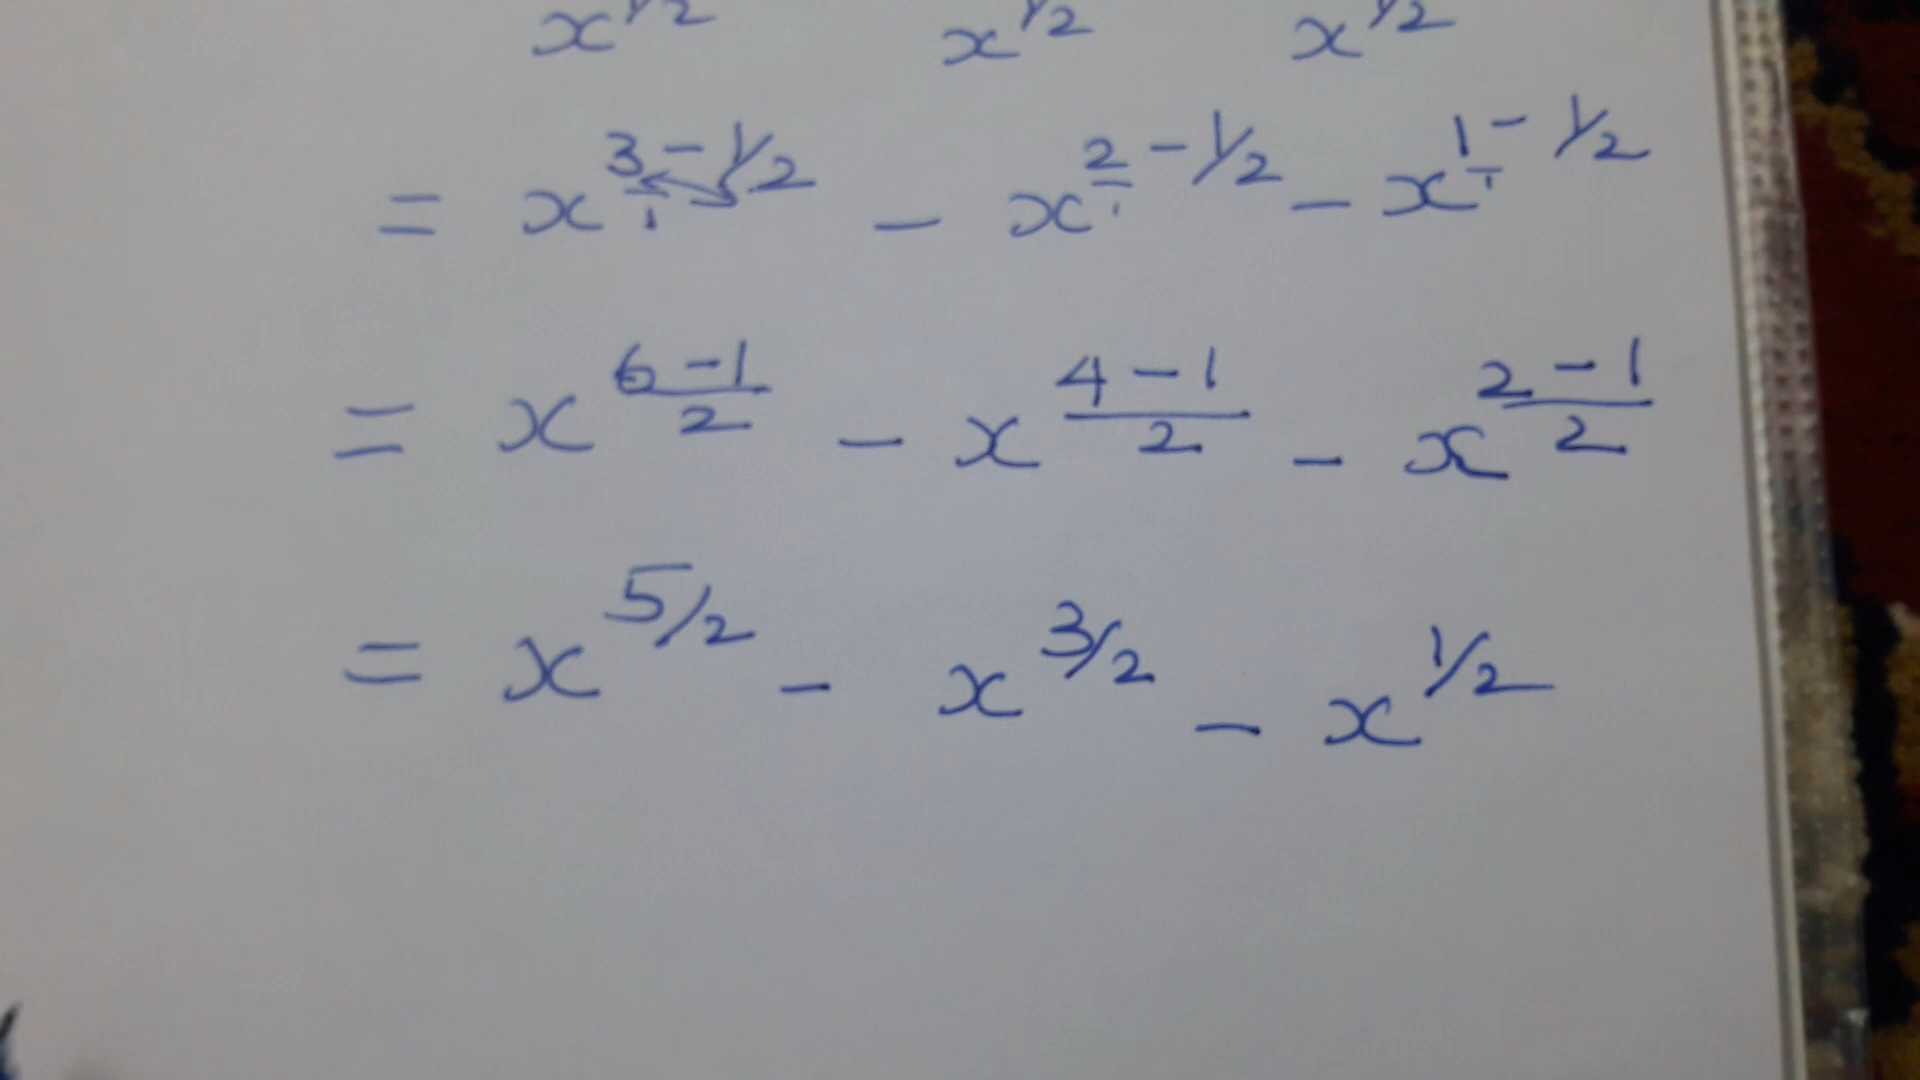 x^1/2 x^1/2 x^1/2
= x^3/1 - 1/2 - x^2/1 - 1/2 - x^1/1 - 1/2
= x^6-1/2 - x^4-1/2 - x^2-1/2
= x^5/2 - x^3/2 - x^1/2